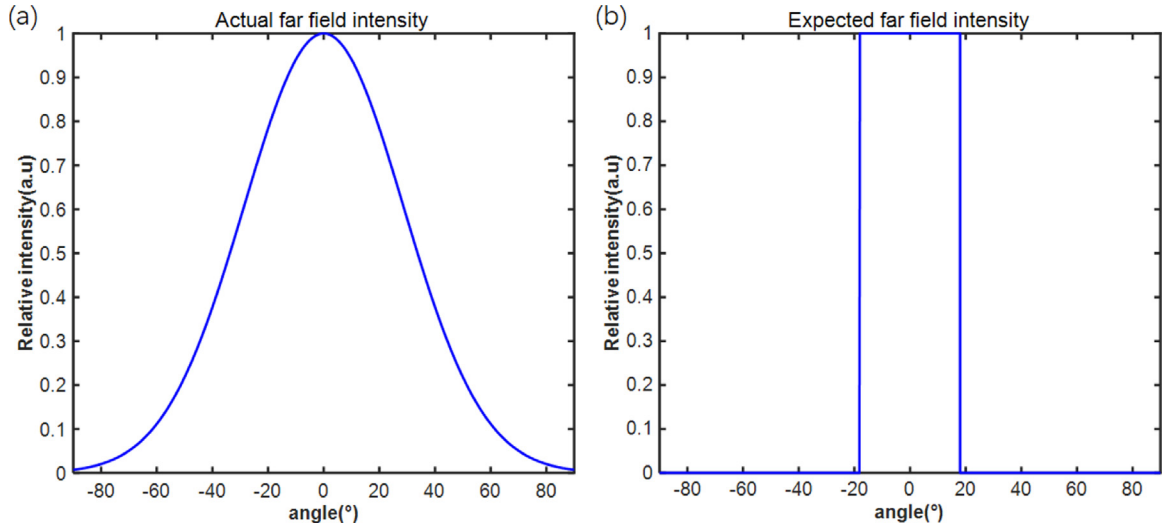 (a)
Actual far field intensity
1
0.9
0.8
0.7
0.6
0.5
0.4
0.3
0.2
0.1
0
Relative intensity(a.u)
-80 -60 -40 -20 0 20 40 60 80
angle(°)
(b)
Expected far field intensity
1
0.9
0.8
0.7
0.6
0.5
0.4
0.3
0.2
0.1
0
Relative intensity(a.u)
-80 -60 -40 -20 0 20 40 60 80
angle(°)